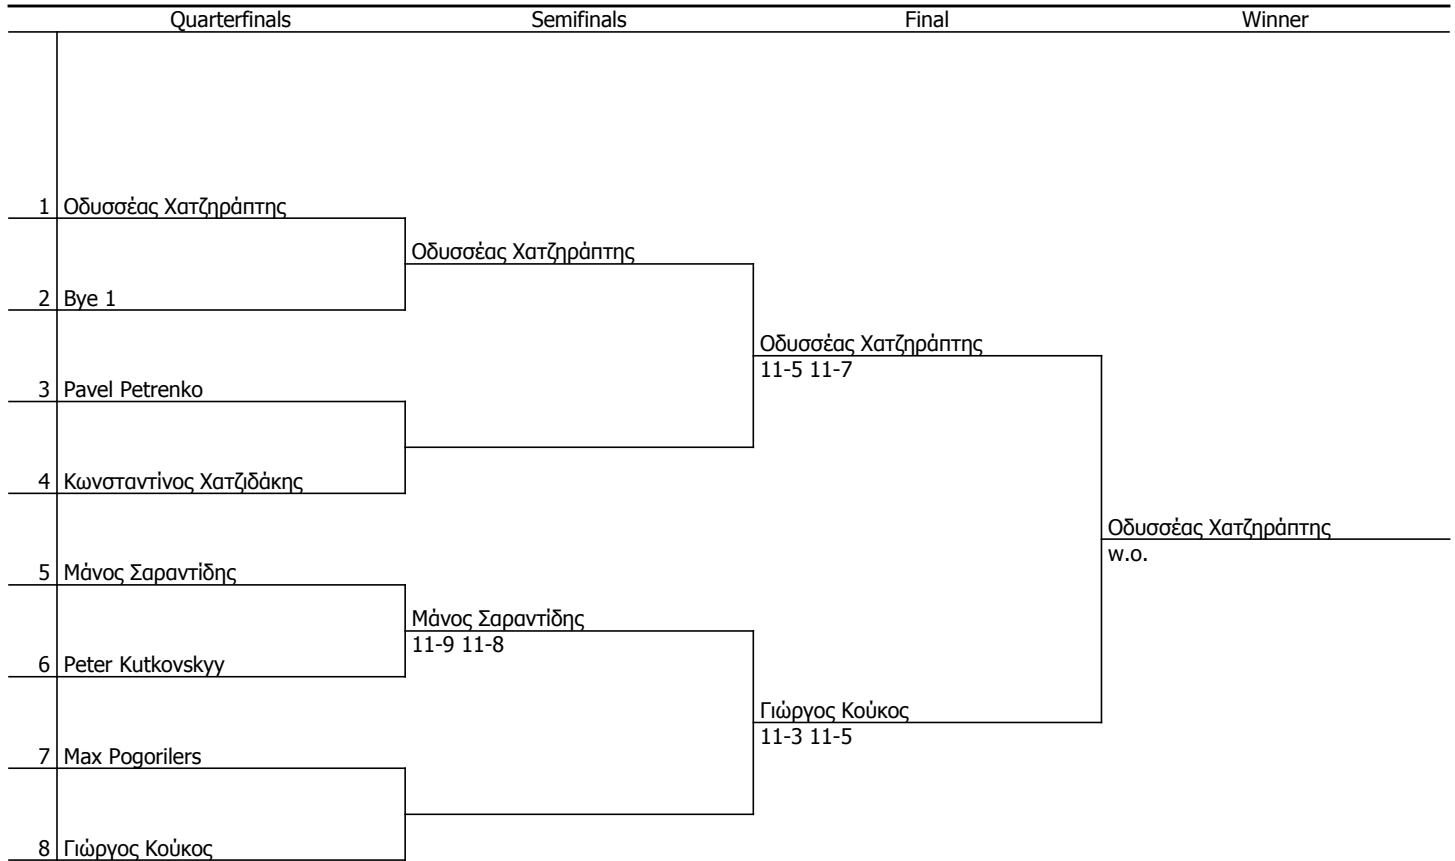 Quarterfinals Semifinals Final Winner
1 Οδυσσέας Χατζηράπτης
Οδυσσέας Χατζηράπτης
2 Bye 1
Οδυσσέας Χατζηράπτης
11-5 11-7
3 Pavel Petrenko
4 Κωνσταντίνος Χατζιδάκης
Οδυσσέας Χατζηράπτης
w.o.
5 Μάνος Σαραντίδης
Μάνος Σαραντίδης
11-9 11-8
6 Peter Kutkovskyy
Γιώργος Κούκος
11-3 11-5
7 Max Pogorilers
8 Γιώργος Κούκος